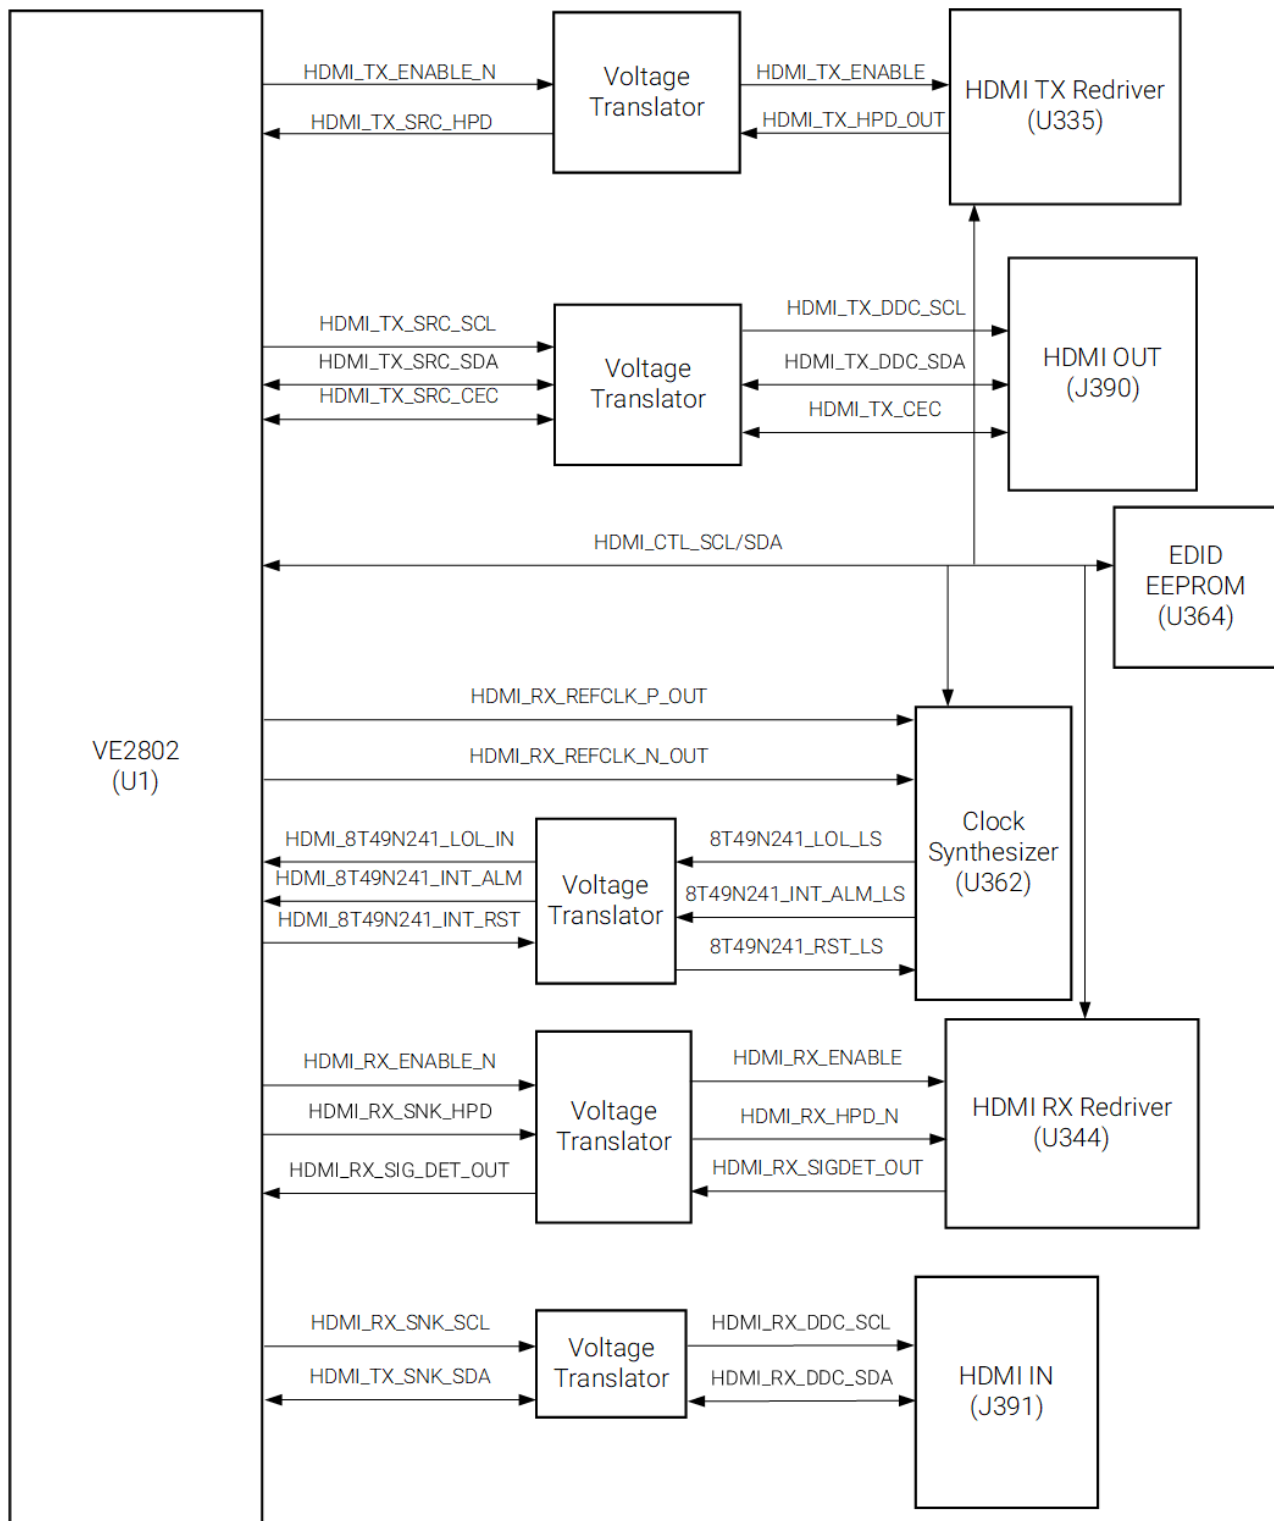 HDMI_TX_ENABLE_N
HDMI_TX_SRC_HPD
Voltage
Translator
HDMI_TX_ENABLE
HDMI_TX_HPD_OUT
HDMI TX Redriver
(U335)
HDMI_TX_SRC_SCL
HDMI_TX_SRC_SDA
HDMI_TX_SRC_CEC
Voltage
Translator
HDMI_TX_DDC_SCL
HDMI_TX_DDC_SDA
HDMI_TX_CEC
HDMI OUT
(J390)
HDMI_CTL_SCL/SDA
EDID
EEPROM
(U364)
VE2802
(U1)
HDMI_RX_REFCLK_P_OUT
HDMI_RX_REFCLK_N_OUT
HDMI_8T49N241_LOL_IN
HDMI_8T49N241_INT_ALM
HDMI_8T49N241_INT_RST
Voltage
Translator
8T49N241_LOL_LS
8T49N241_INT_ALM_LS
8T49N241_RST_LS
Clock
Synthesizer
(U362)
HDMI_RX_ENABLE_N
HDMI_RX_SNK_HPD
HDMI_RX_SIG_DET_OUT
Voltage
Translator
HDMI_RX_ENABLE
HDMI_RX_HPD_N
HDMI_RX_SIGDET_OUT
HDMI RX Redriver
(U344)
HDMI_RX_SNK_SCL
HDMI_TX_SNK_SDA
Voltage
Translator
HDMI_RX_DDC_SCL
HDMI_RX_DDC_SDA
HDMI IN
(J391)